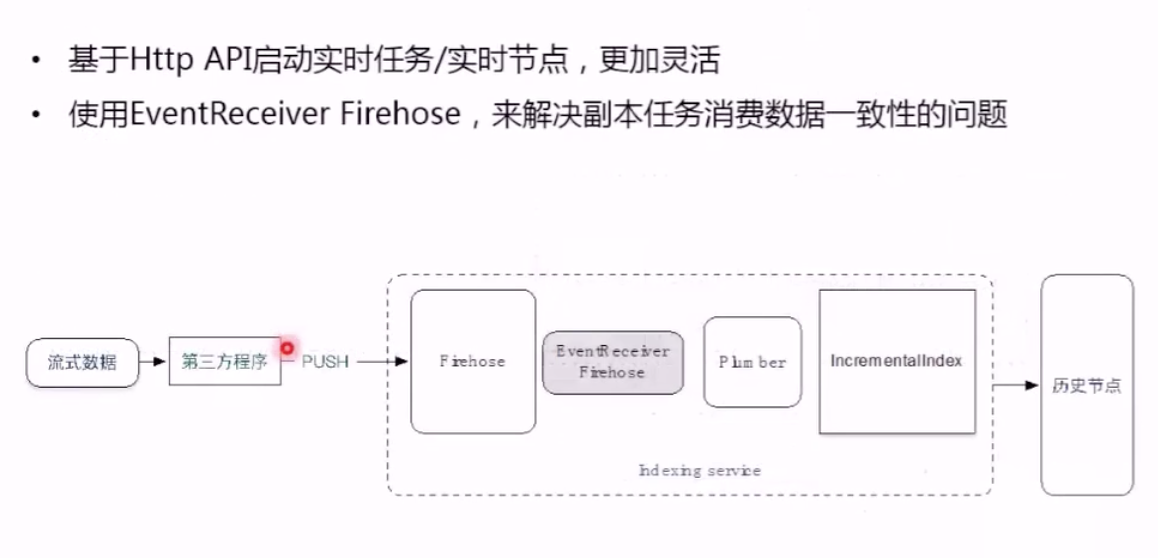 • 基于Http API启动实时任务/实时节点，更加灵活
• 使用EventReceiver Firehose，来解决副本任务消费数据一致性的问题
流式数据
第三方程序
PUSH
Firehose
EventReceiver
Firehose
Plumber
IncrementalIndex
历史节点
Indexing service